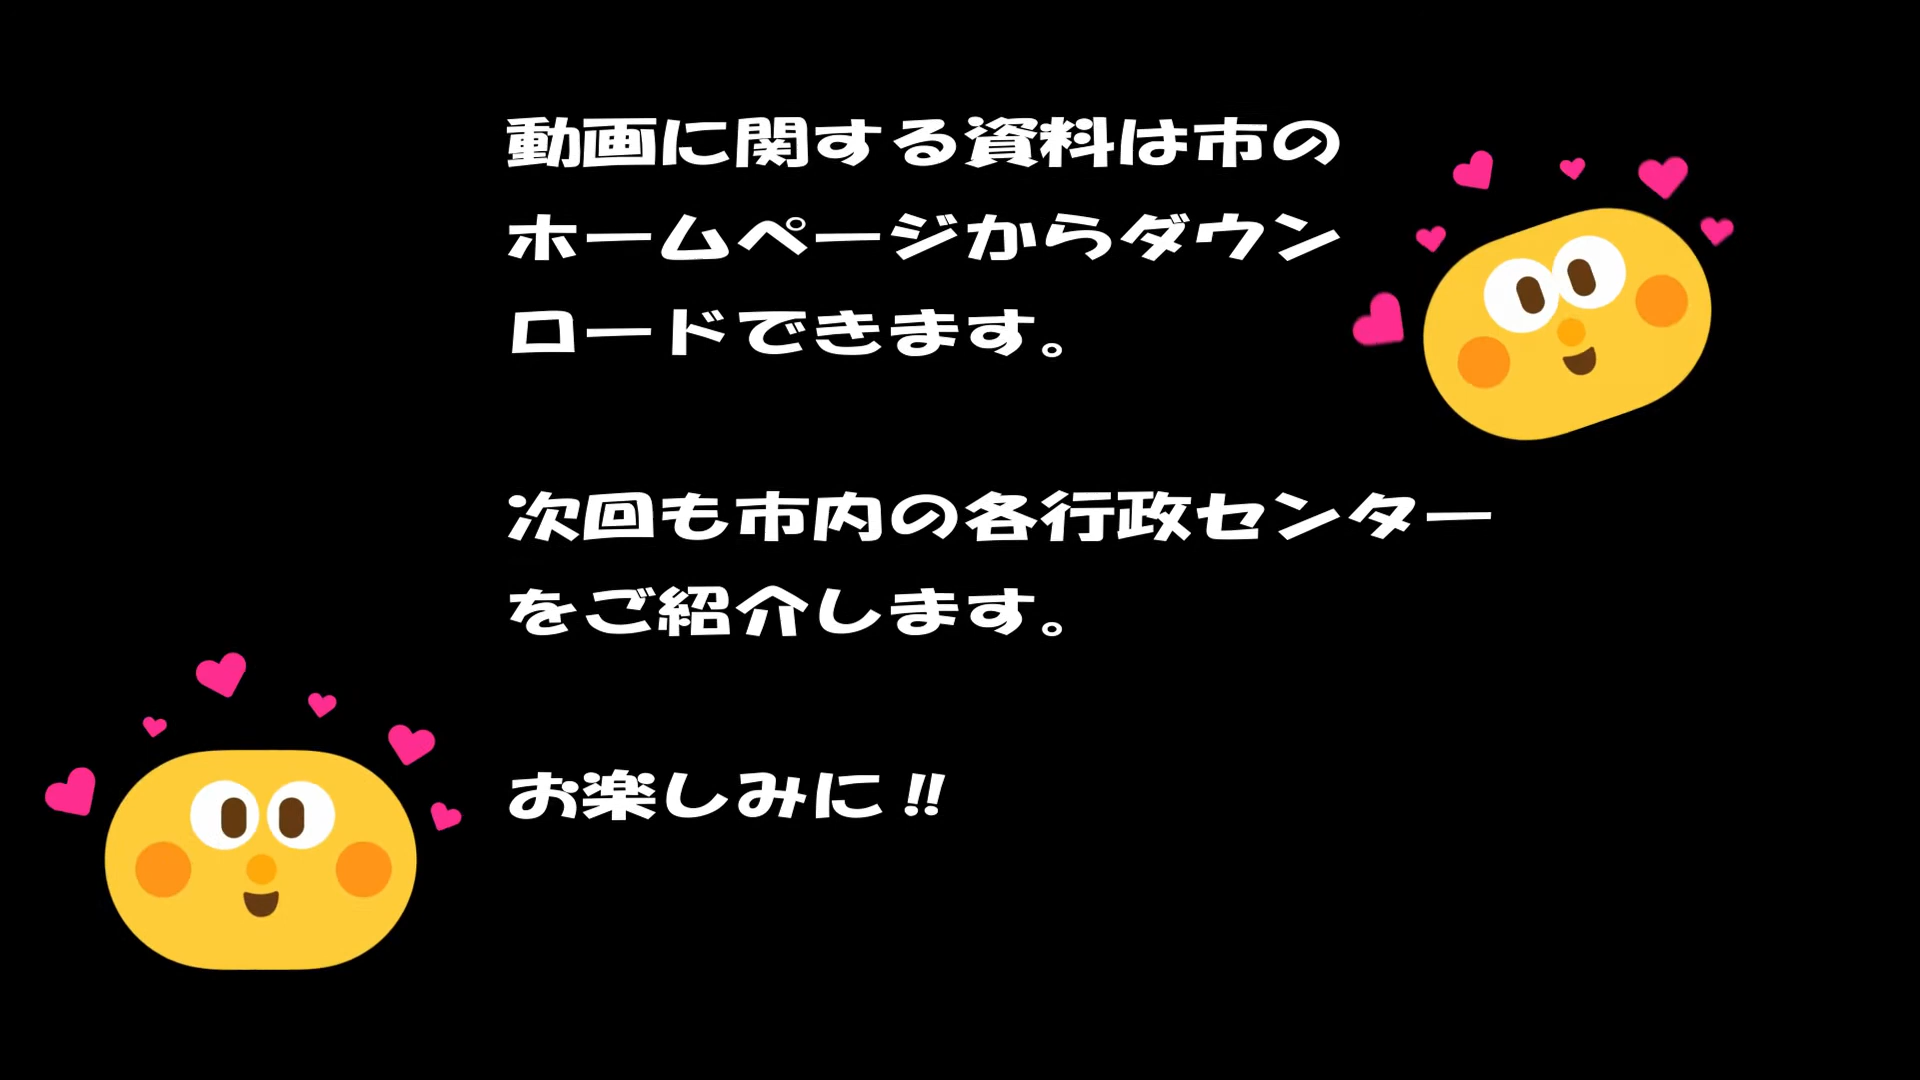 動画に関する資料は市の
ホームページからダウン
ロードできます。
次回も市内の各行政センター
をご紹介します。
お楽しみに‼